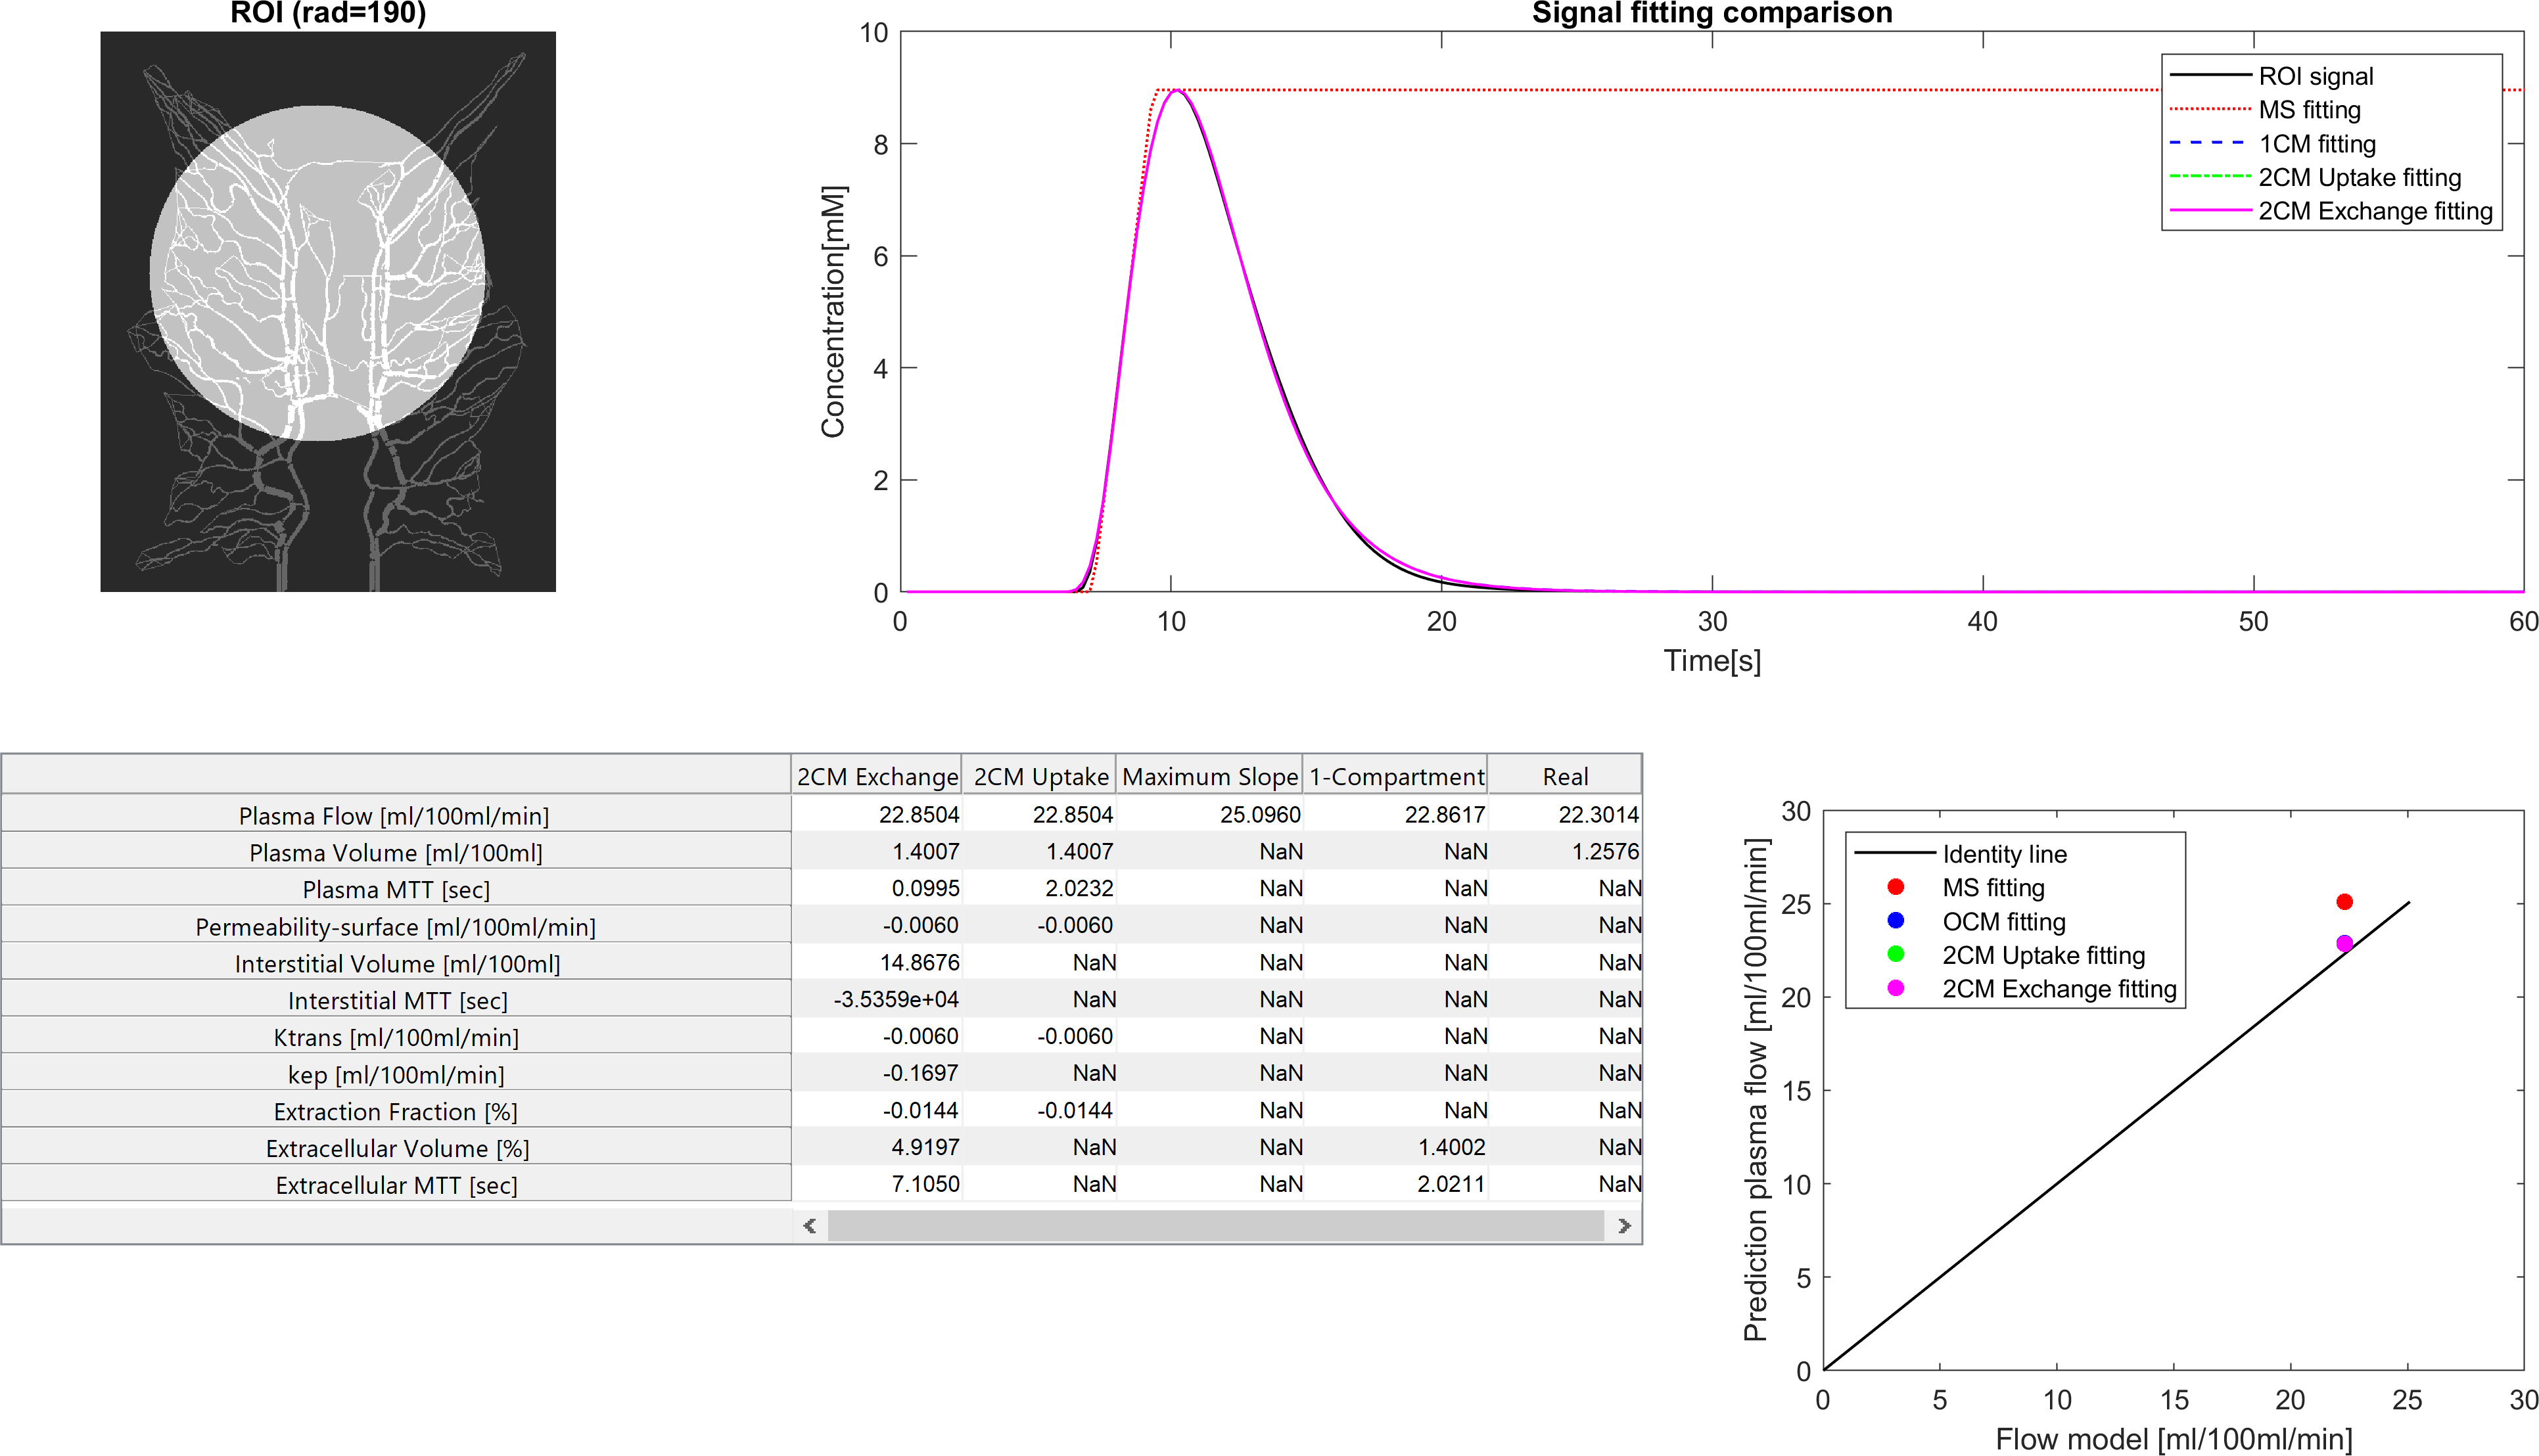 ROI (rad=190)
Signal fitting comparison
10
8
6
4
2
0
Concentration[mM]
0 10 20 30 40 50 60
Time[s]
ROI signal
MS fitting
1CM fitting
2CM Uptake fitting
2CM Exchange fitting
2CM Exchange 2CM Uptake Maximum Slope 1-Compartment Real
Plasma Flow [ml/100ml/min] 22.8504 22.8504 25.0960 22.8617 22.3014
Plasma Volume [ml/100ml] 1.4007 1.4007 NaN NaN 1.2576
Plasma MTT [sec] 0.0995 2.0232 NaN NaN NaN
Permeability-surface [ml/100ml/min] -0.0060 -0.0060 NaN NaN NaN
Interstitial Volume [ml/100ml] 14.8676 NaN NaN NaN NaN
Interstitial MTT [sec] -3.5359e+04 NaN NaN NaN NaN
Ktrans [ml/100ml/min] -0.0060 -0.0060 NaN NaN NaN
kep [ml/100ml/min] -0.1697 NaN NaN NaN NaN
Extraction Fraction [%] -0.0144 -0.0144 NaN NaN NaN
Extracellular Volume [%] 4.9197 NaN NaN 1.4002 NaN
Extracellular MTT [sec] 7.1050 NaN NaN 2.0211 NaN
30
25
20
15
10
5
0
Prediction plasma flow [ml/100ml/min]
Identity line
MS fitting
OCM fitting
2CM Uptake fitting
2CM Exchange fitting
0 5 10 15 20 25 30
Flow model [ml/100ml/min]